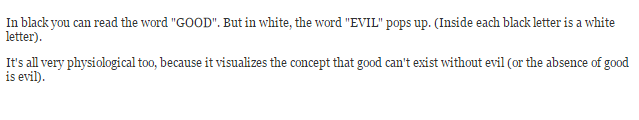 In black you can read the word "GOOD". But in white, the word "EVIL" pops up. (Inside each black letter is a white
letter).
It's all very physiological too, because it visualizes the concept that good can't exist without evil (or the absence of good
is evil).